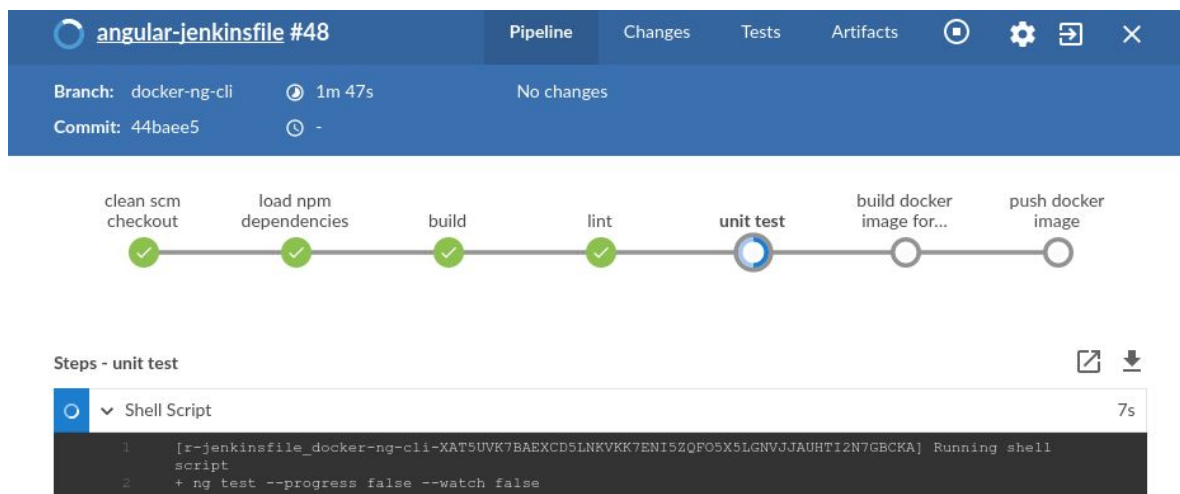 angular-jenkinsfile #48
Pipeline
Changes
Tests
Artifacts
Branch: docker-ng-cli
1m 47s
No changes
Commit: 44baee5
-
clean scm
checkout
load npm
dependencies
build
lint
unit test
build docker
image for...
push docker
image
Steps - unit test
Shell Script
7s
1 [r-jenkinsfile_docker-ng-cli-XAT5UVK7BAEXCD5LNKVKK7ENI5ZQFO5X5LGNVJJAUHTI2N7GBCKA] Running shell
script
2 + ng test --progress false --watch false